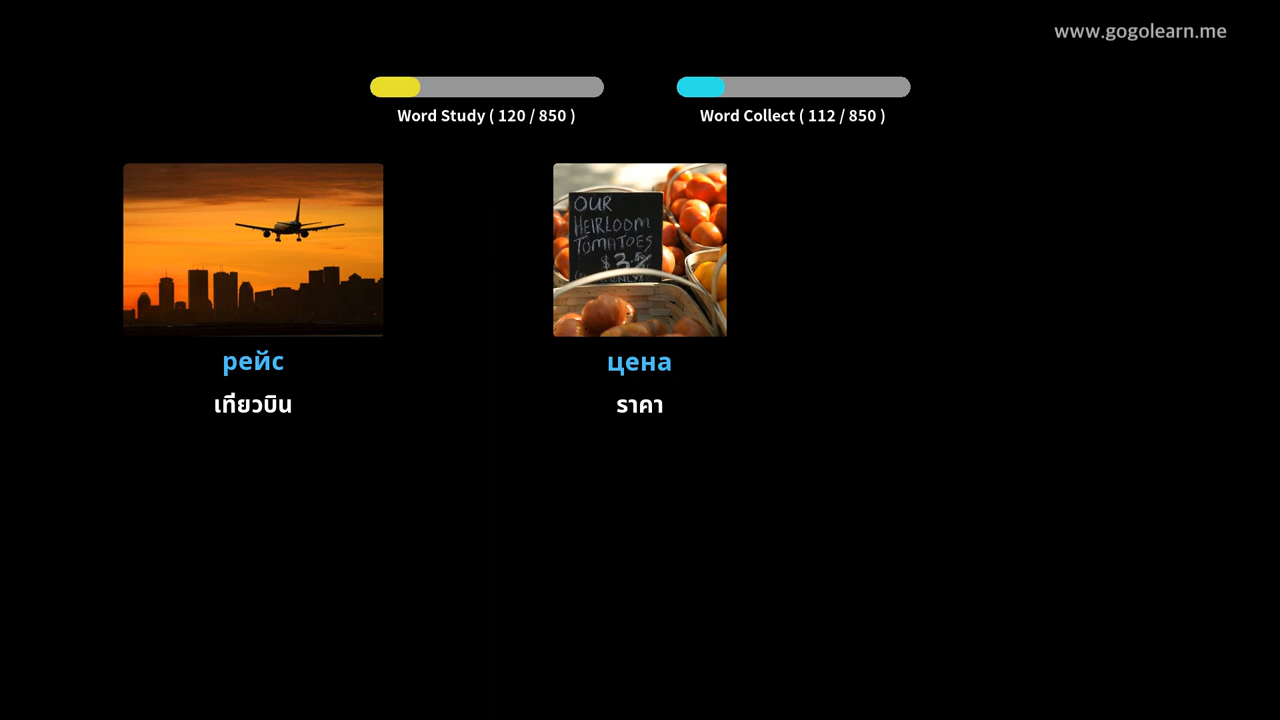 www.gogolearn.me
Word Study ( 120 / 850 )
Word Collect ( 112 / 850 )
OUR
HEIRLOOM
TOMATOES
рейс
цена
เที่ยวบิน
ราคา